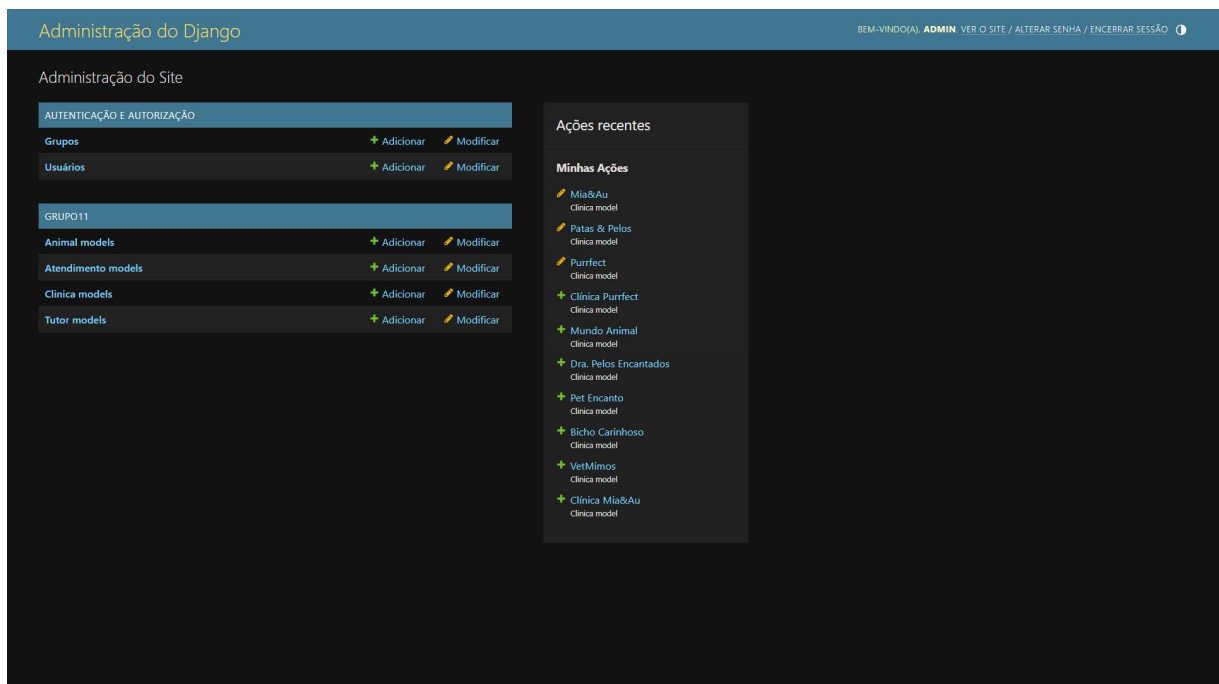 Administração do Django
BEM-VINDO(A), ADMIN. VER O SITE / ALTERAR SENHA / ENCERRAR SESSÃO
Administração do Site
AUTENTICAÇÃO E AUTORIZAÇÃO
Grupos Adicionar Modificar
Usuários Adicionar Modificar
GRUPO11
Animal models Adicionar Modificar
Atendimento models Adicionar Modificar
Clinica models Adicionar Modificar
Tutor models Adicionar Modificar
Ações recentes
Minhas Ações
Mia&Au
Clinica model
Patas & Pelos
Clinica model
Purrfect
Clinica model
Clínica Purrfect
Clinica model
Mundo Animal
Clinica model
Dra. Pelos Encantados
Clinica model
Pet Encanto
Clinica model
Bicho Carinhoso
Clinica model
VetMimos
Clinica model
Clínica Mia&Au
Clinica model